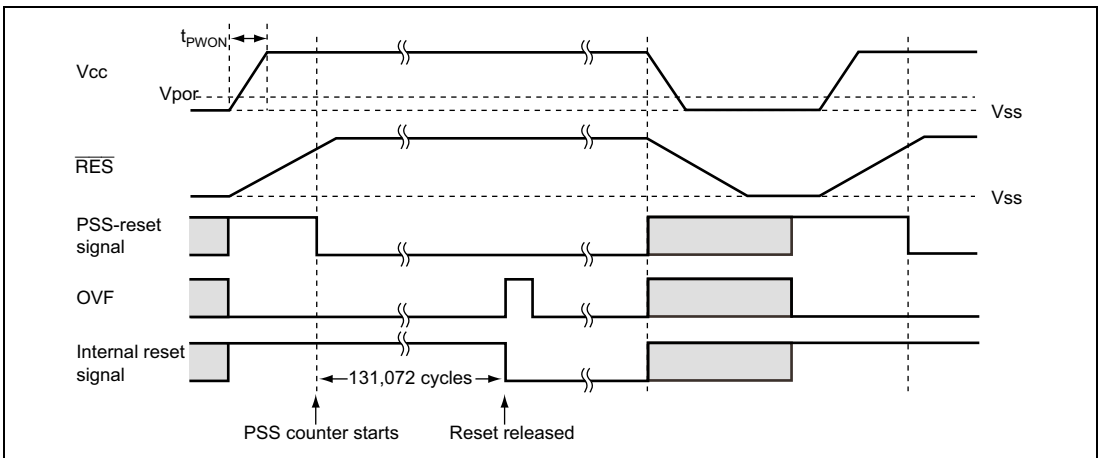 tPWON
Vcc
Vpor
Vss
RES
Vss
PSS-reset
signal
OVF
Internal reset
signal
131,072 cycles
PSS counter starts
Reset released